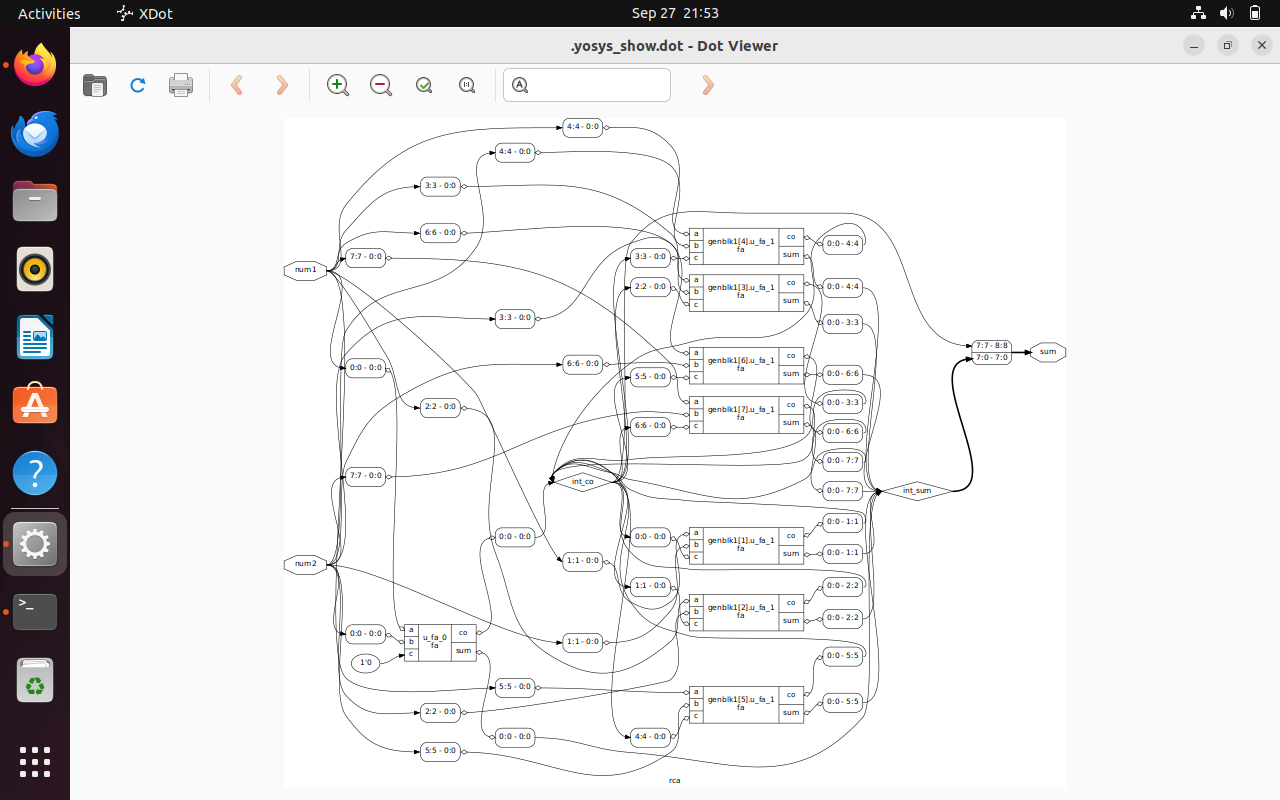 Activities
XDot
Sep 27 21:53
.yosys_show.dot - Dot Viewer
4:4 - 0:0
4:4 - 0:0
3:3 - 0:0
6:6 - 0:0
7:7 - 0:0
num1
3:3 - 0:0
2:2 - 0:0
a
b
c
genblk1[4].u_fa_1
fa
co
sum
0:0 - 4:4
a
b
c
genblk1[3].u_fa_1
fa
co
sum
0:0 - 4:4
3:3 - 0:0
0:0 - 3:3
7:7 - 8:8
7:0 - 7:0
sum
0:0 - 0:0
6:6 - 0:0
5:5 - 0:0
a
b
c
genblk1[6].u_fa_1
fa
co
sum
0:0 - 6:6
2:2 - 0:0
6:6 - 0:0
a
b
c
genblk1[7].u_fa_1
fa
co
sum
0:0 - 3:3
0:0 - 6:6
0:0 - 7:7
7:7 - 0:0
int_co
0:0 - 7:7
int_sum
0:0 - 0:0
0:0 - 0:0
a
b
c
genblk1[1].u_fa_1
fa
co
sum
0:0 - 1:1
0:0 - 1:1
num2
1:1 - 0:0
1:1 - 0:0
a
b
c
genblk1[2].u_fa_1
fa
co
sum
0:0 - 2:2
0:0 - 2:2
0:0 - 0:0
1'0
a
b
c
u_fa_0
fa
co
sum
1:1 - 0:0
0:0 - 5:5
5:5 - 0:0
a
b
c
genblk1[5].u_fa_1
fa
co
sum
0:0 - 5:5
2:2 - 0:0
0:0 - 0:0
4:4 - 0:0
5:5 - 0:0
rca